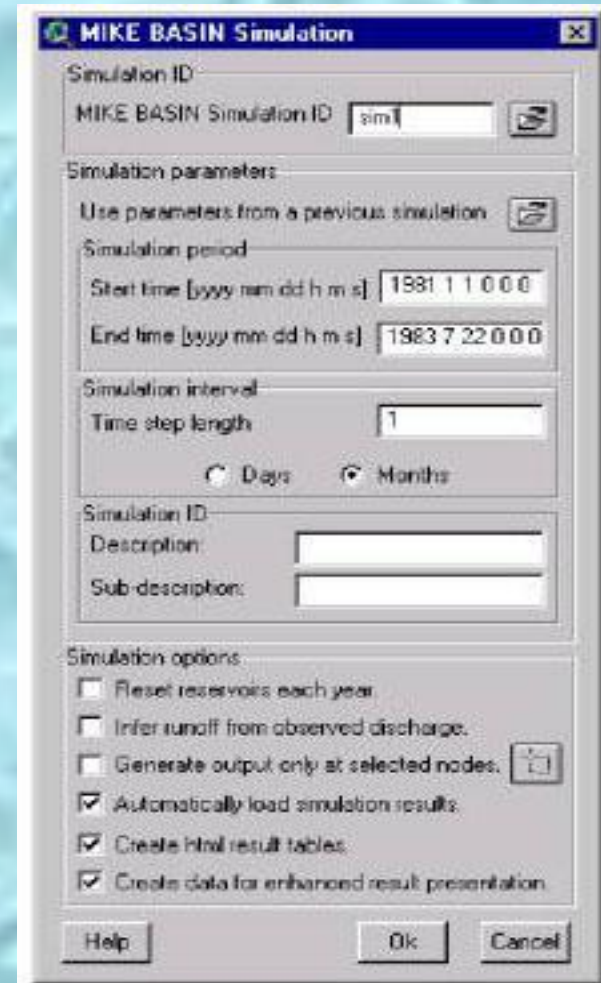 MIKE BASIN Simulation
Simulation ID
MIKE BASIN Simulation ID sim1
Simulation parameters
Use parameters from a previous simulation
Simulation period
Start time [yyyy mm dd h m s] 1981 1 1 0 0 0
End time [yyyy mm dd h m s] 1983 7 22 0 0 0
Simulation interval
Time step length 1
Days Months
Simulation ID
Description:
Sub-description:
Simulation options
Reset reservoirs each year.
Infer runoff from observed discharge.
Generate output only at selected nodes.
Automatically load simulation results.
Create html result tables.
Create data for enhanced result presentation.
Help Ok Cancel